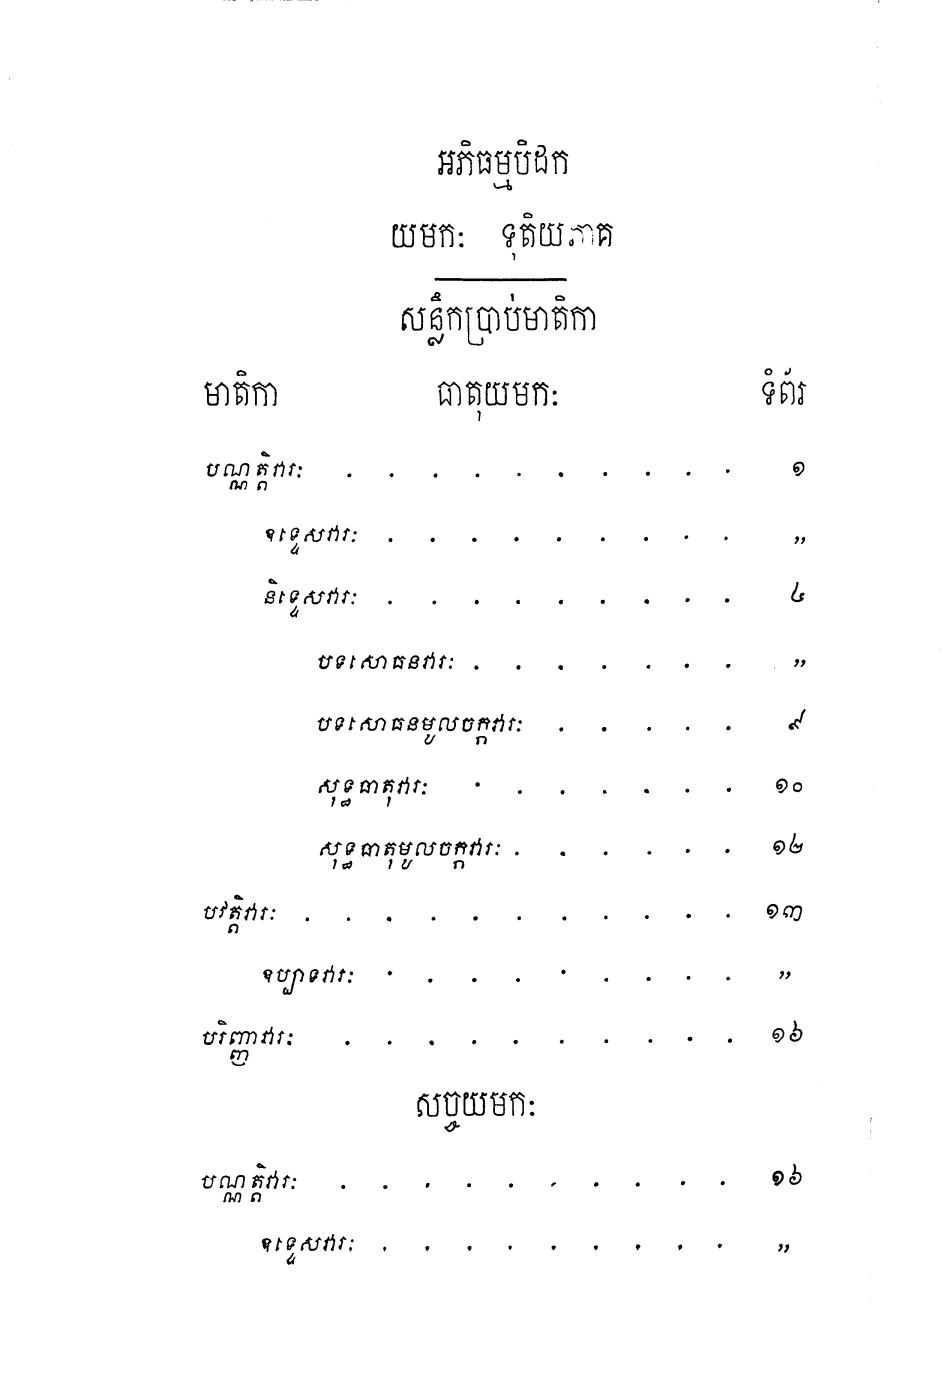 អភិធម្មបិដក
យមកៈ ទុតិយភាគ
សន្លឹកប្រាប់មាតិកា
មាតិកា ធាតុយមកៈ ទំព័រ
បណ្ណត្តិវារៈ . . . . . . . . . . ១
ឧទ្ទេសវារៈ . . . . . . . . . ,,
និទ្ទេសវារៈ . . . . . . . . . ៤
បទសោធនវារៈ . . . . . . . ,,
បទសោធនមូលចក្កវារៈ . . . . . ៩
សុទ្ធធាតុវារៈ . . . . . . . ១០
សុទ្ធធាតុមូលចក្កវារៈ . . . . . . ១២
បវត្តិវារៈ . . . . . . . . . . . ១៣
ឧប្បាទវារៈ . . . . . . . . . ,,
បរិញ្ញាវារៈ . . . . . . . . . . ១៦
សច្ចយមកៈ
បណ្ណត្តិវារៈ . . . . . . . . . . ១៦
ឧទ្ទេសវារៈ . . . . . . . . . ,,